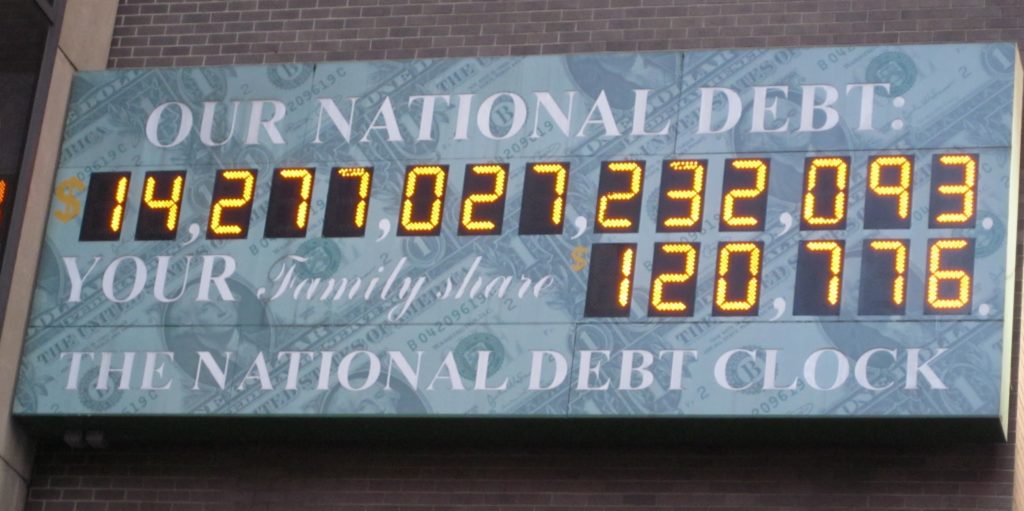 OUR NATIONAL DEBT:
$14,277,027,232,093.
YOUR Family share $120,776.
THE NATIONAL DEBT CLOCK